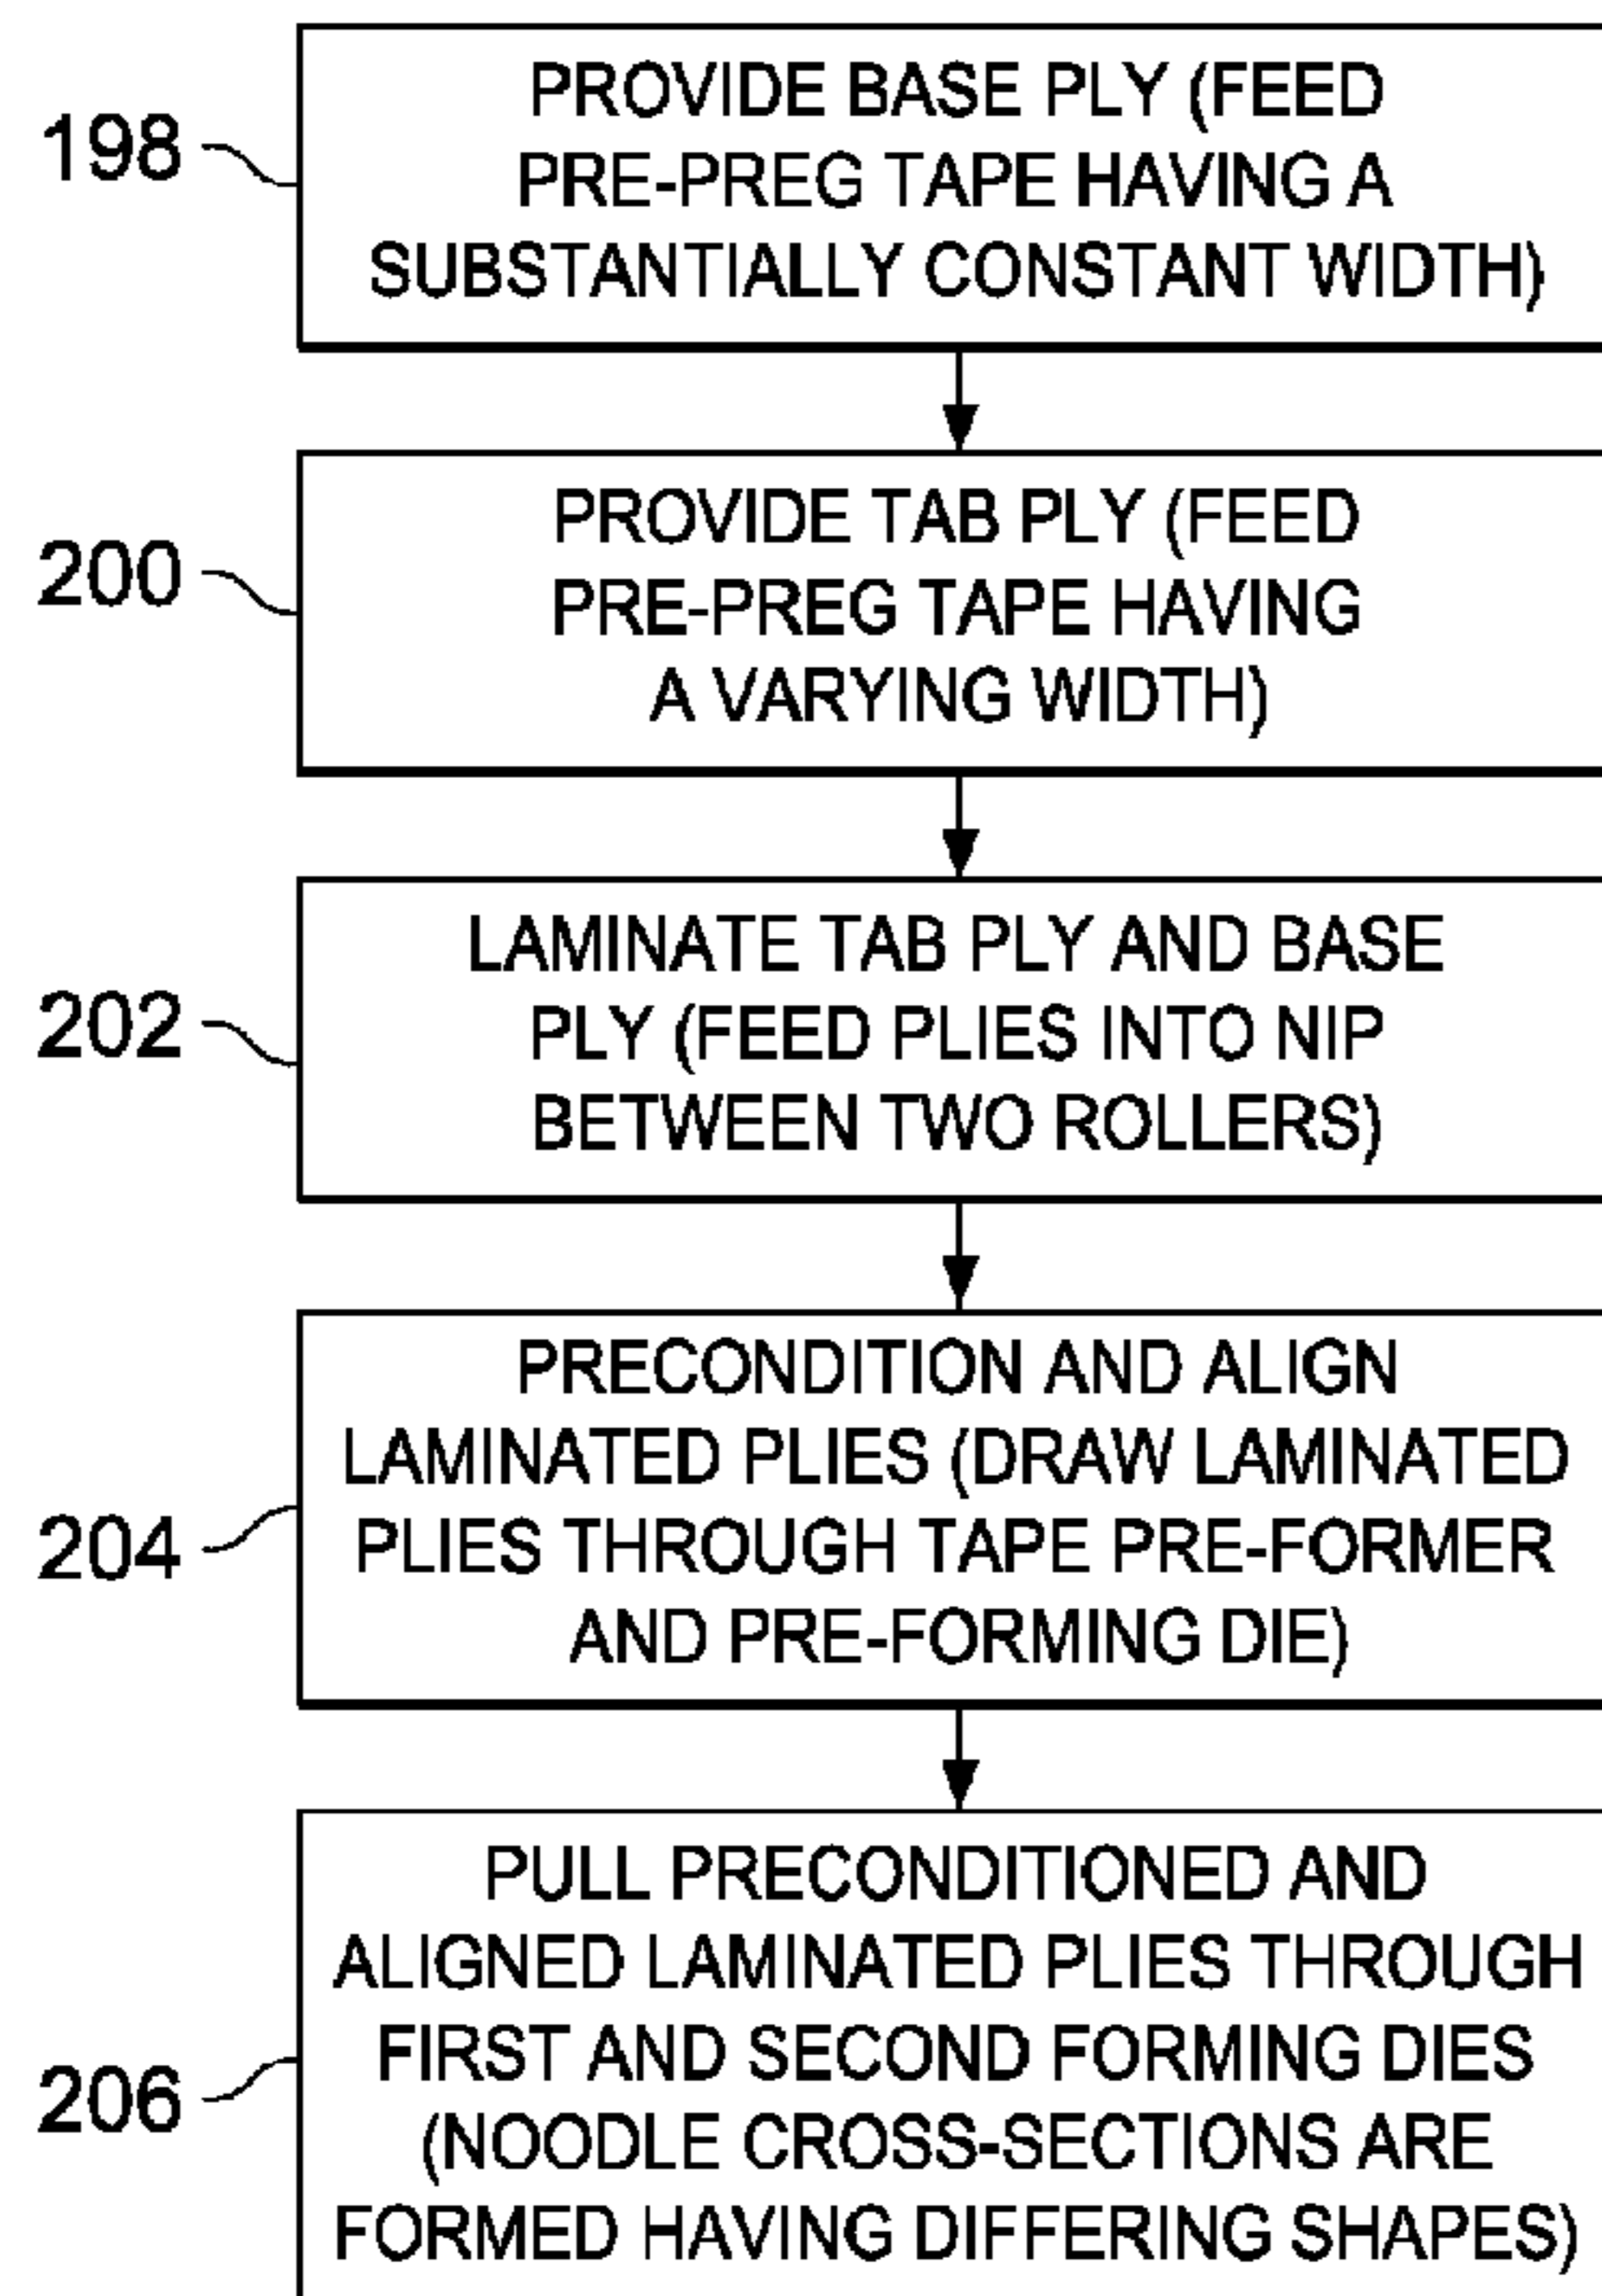 198
PROVIDE BASE PLY (FEED
PRE-PREG TAPE HAVING A
SUBSTANTIALLY CONSTANT WIDTH)
200
PROVIDE TAB PLY (FEED
PRE-PREG TAPE HAVING
A VARYING WIDTH)
202
LAMINATE TAB PLY AND BASE
PLY (FEED PLIES INTO NIP
BETWEEN TWO ROLLERS)
204
PRECONDITION AND ALIGN
LAMINATED PLIES (DRAW LAMINATED
PLIES THROUGH TAPE PRE-FORMER
AND PRE-FORMING DIE)
206
PULL PRECONDITIONED AND
ALIGNED LAMINATED PLIES THROUGH
FIRST AND SECOND FORMING DIES
(NOODLE CROSS-SECTIONS ARE
FORMED HAVING DIFFERING SHAPES)